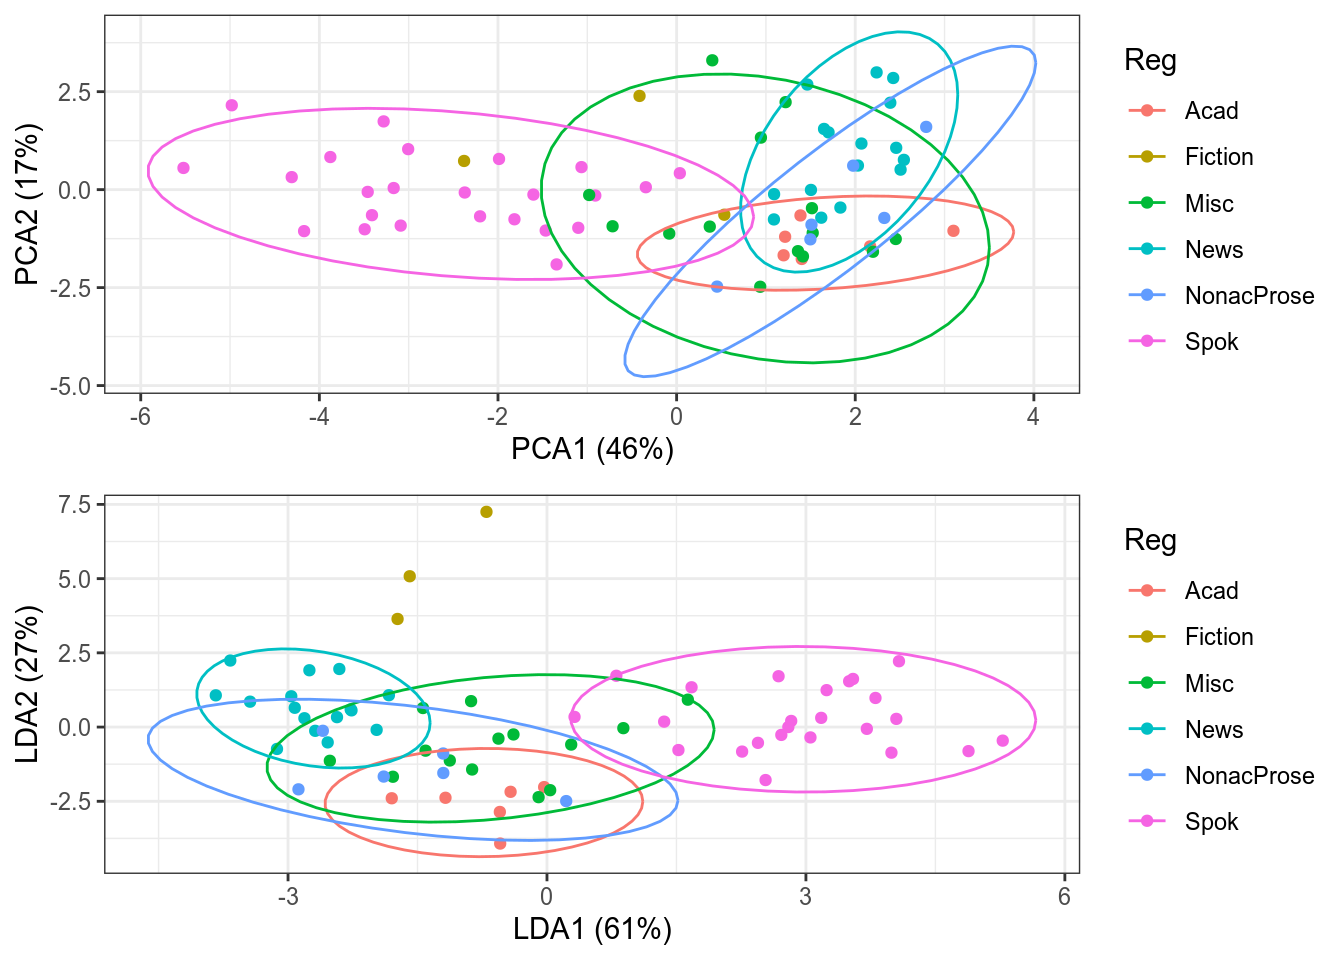 PCA2 (17%)
2.5
0.0
-2.5
-5.0
-6 -4 -2 0 2 4
PCA1 (46%)
Reg
Acad
Fiction
Misc
News
NonacProse
Spok
LDA2 (27%)
7.5
5.0
2.5
0.0
-2.5
-3 0 3 6
LDA1 (61%)
Reg
Acad
Fiction
Misc
News
NonacProse
Spok